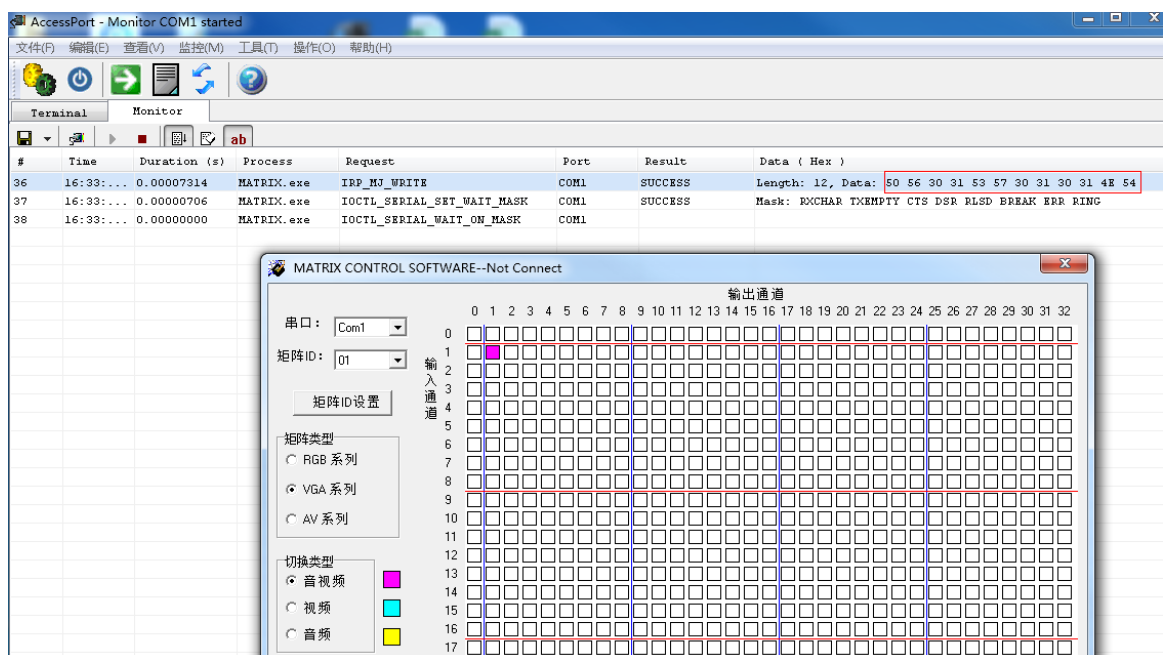 AccessPort - Monitor COM1 started
文件(F) 编辑(E) 查看(V) 监控(M) 工具(T) 操作(O) 帮助(H)
Terminal Monitor
ab
# Time Duration (s) Process Request Port Result Data ( Hex )
36 16:33:... 0.00007314 MATRIX.exe IRP_MJ_WRITE COM1 SUCCESS Length: 12, Data: 50 56 30 31 53 57 30 31 30 31 4E 54
37 16:33:... 0.00000706 MATRIX.exe IOCTL_SERIAL_SET_WAIT_MASK COM1 SUCCESS Mask: RXCHAR TXEMPTY CTS DSR RLSD BREAK ERR RING
38 16:33:... 0.00000000 MATRIX.exe IOCTL_SERIAL_WAIT_ON_MASK COM1
MATRIX CONTROL SOFTWARE--Not Connect
输出通道
0 1 2 3 4 5 6 7 8 9 10 11 12 13 14 15 16 17 18 19 20 21 22 23 24 25 26 27 28 29 30 31 32
串口： Com1
矩阵ID： 01
矩阵ID设置
矩阵类型
RGB 系列
VGA 系列
AV 系列
切换类型
音视频
视频
音频
输入通道
0
1
2
3
4
5
6
7
8
9
10
11
12
13
14
15
16
17